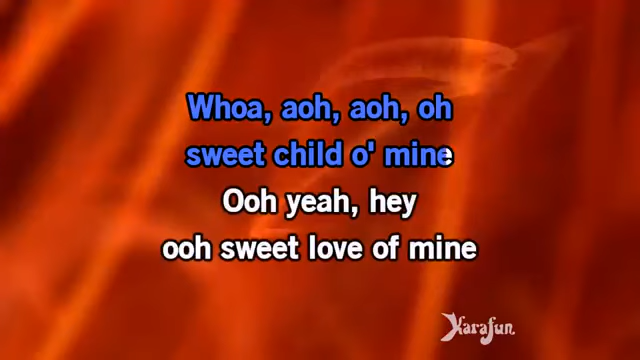 Whoa, aoh, aoh, oh
sweet child o' mine
Ooh yeah, hey
ooh sweet love of mine
Karafun